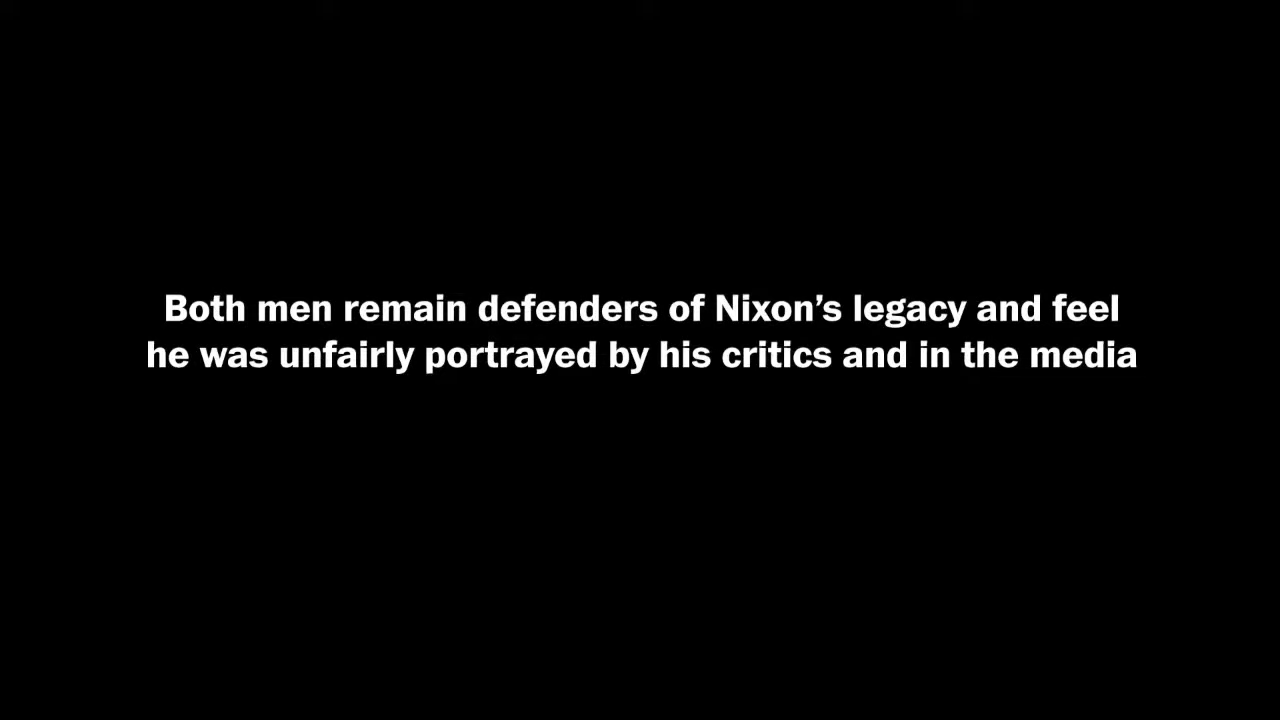 Both men remain defenders of Nixon’s legacy and feel
he was unfairly portrayed by his critics and in the media